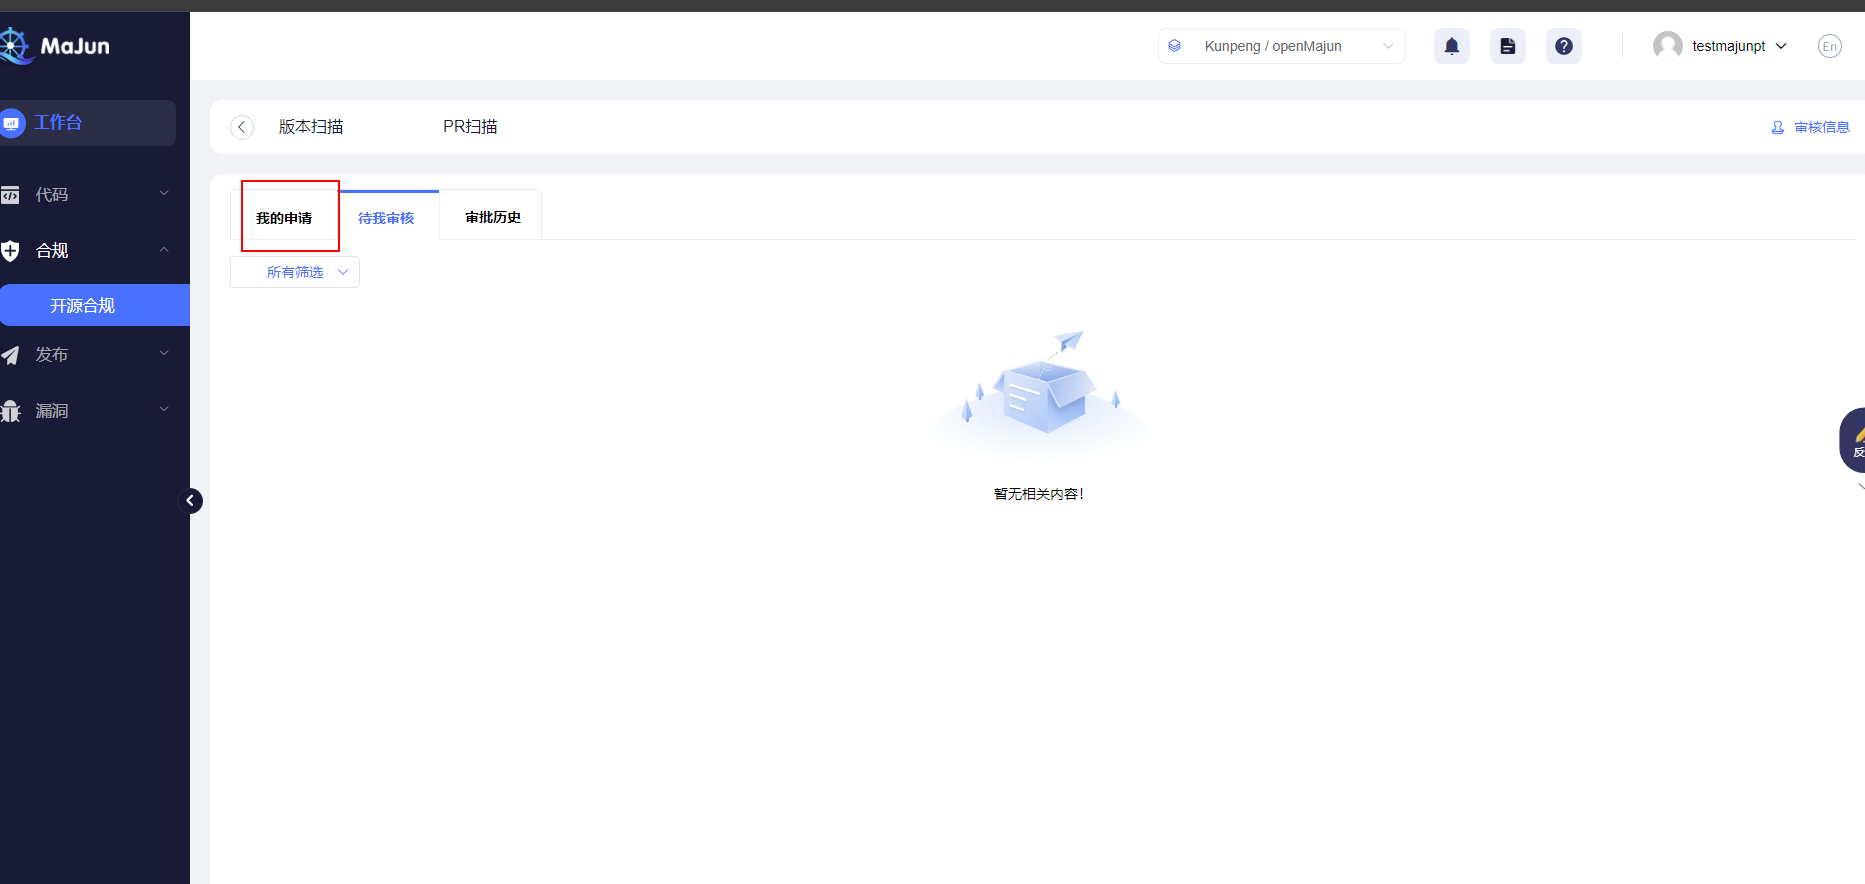 MaJun
Kunpeng / openMajun
testmajunpt
En
工作台
代码
合规
开源合规
发布
漏洞
版本扫描
PR扫描
审核信息
我的申请
待我审核
审批历史
所有筛选
暂无相关内容!
反